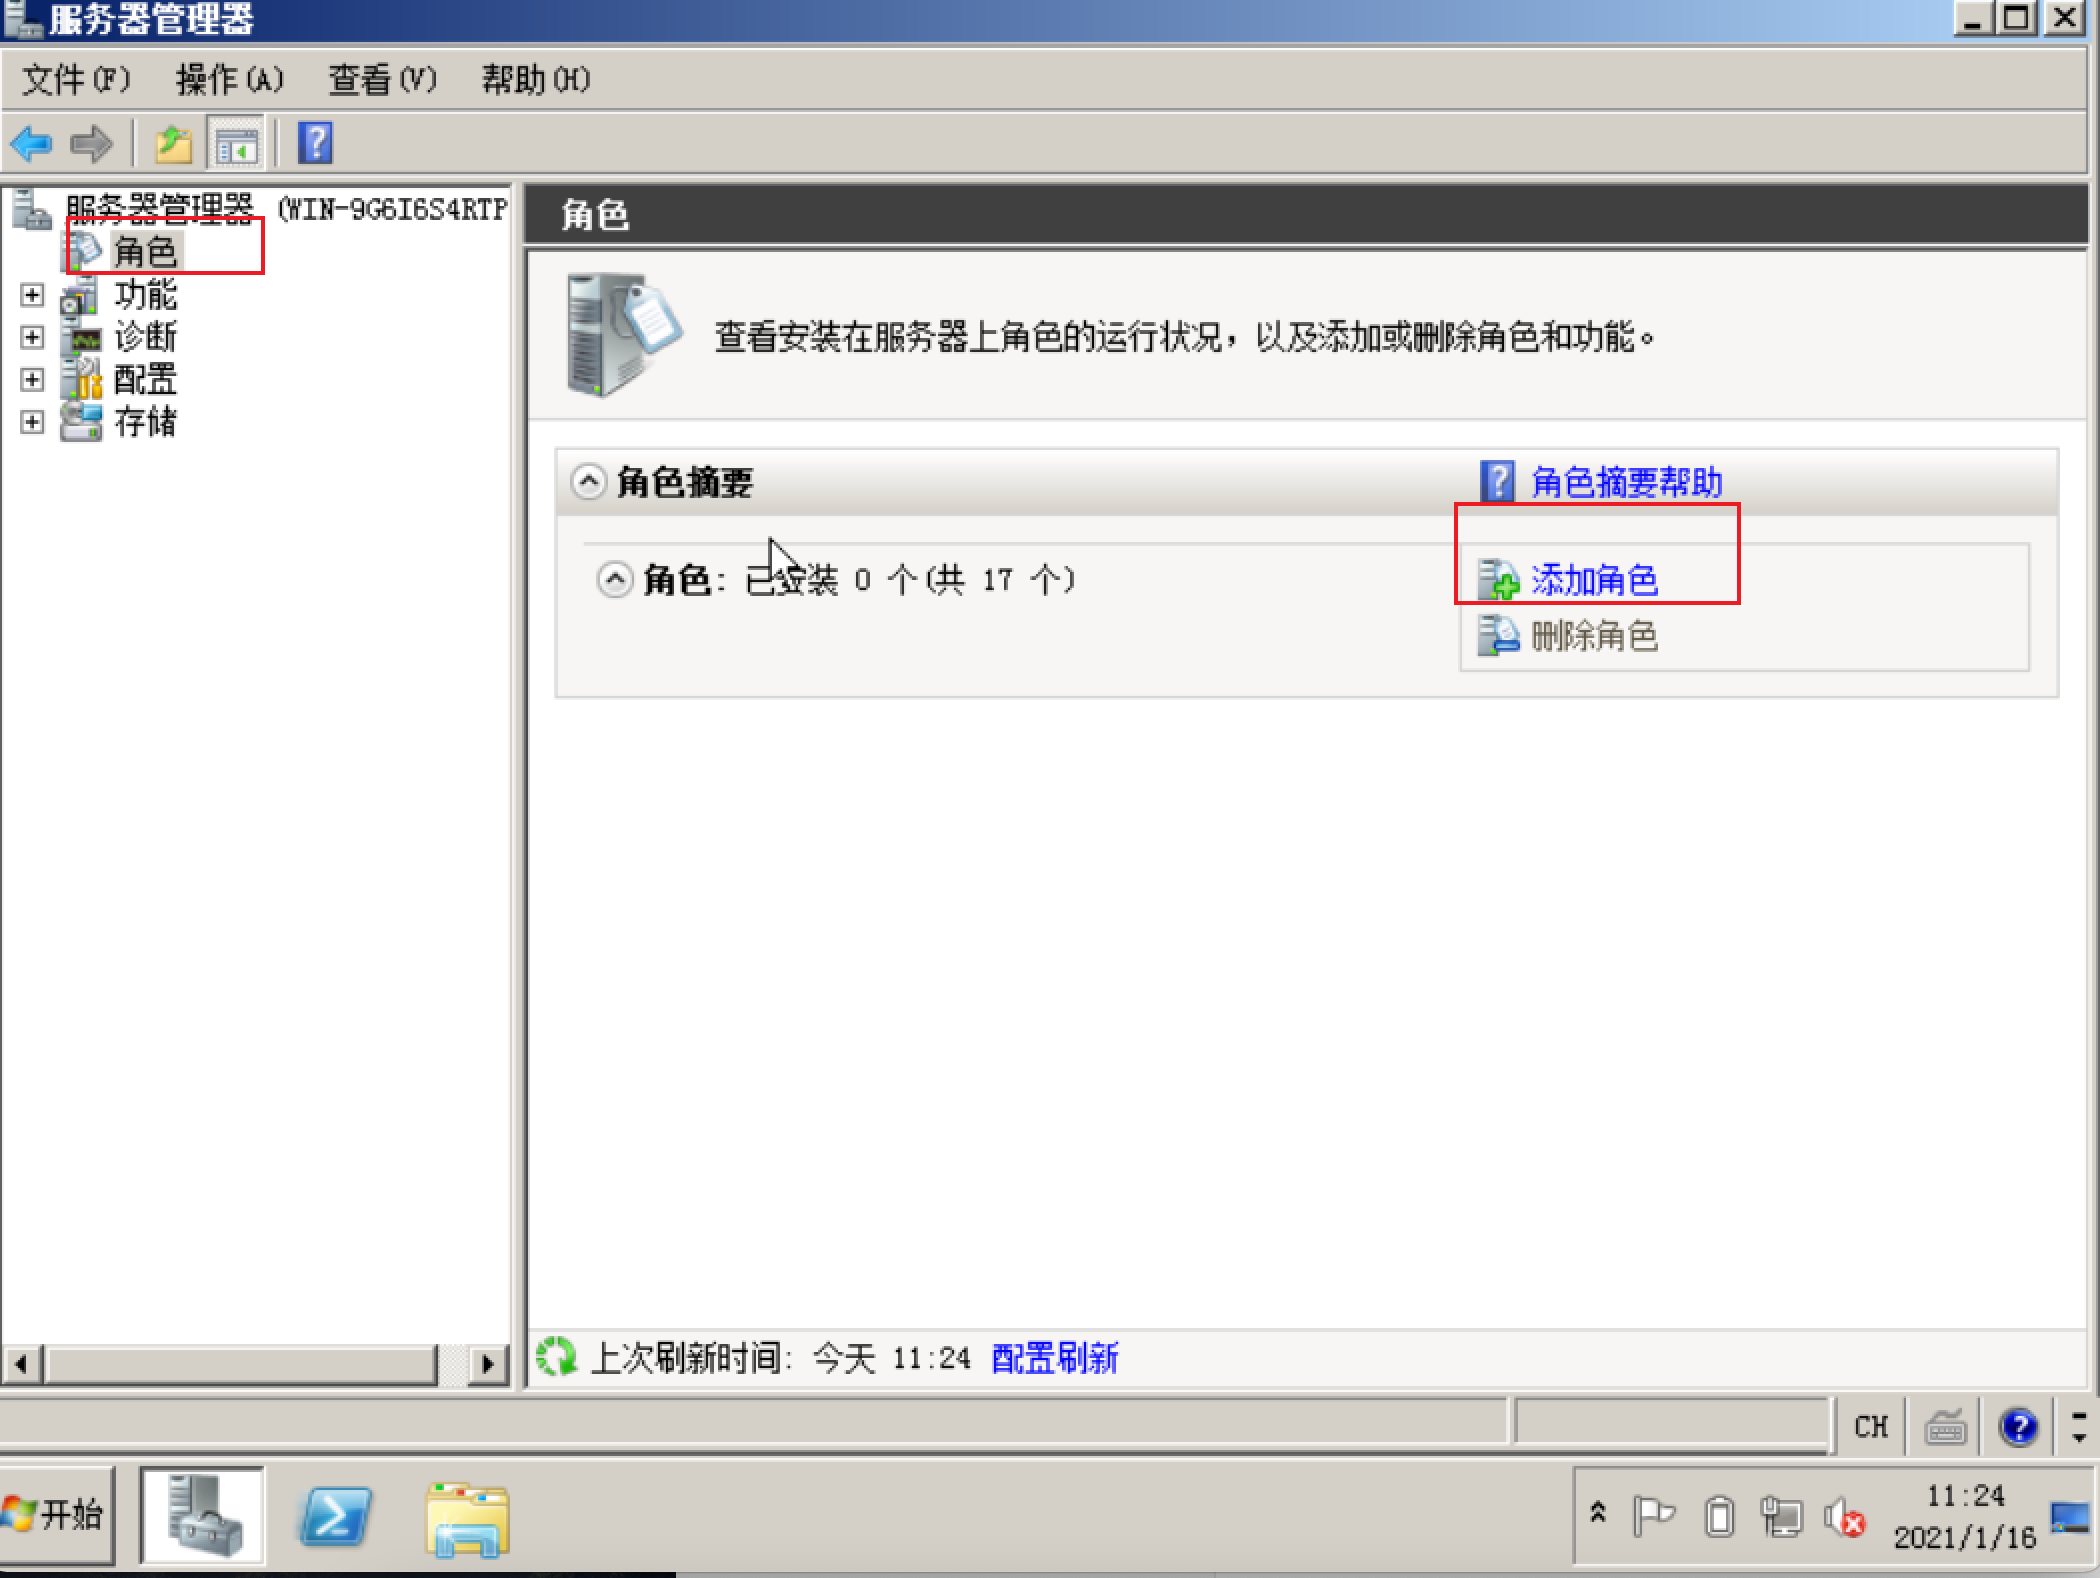 服务器管理器
文件(F) 操作(A) 查看(V) 帮助(H)
服务器管理器 (WIN-9G6I6S4RTP
角色
功能
诊断
配置
存储
角色
查看安装在服务器上角色的运行状况，以及添加或删除角色和功能。
角色摘要
角色摘要帮助
角色: 已安装 0 个(共 17 个)
添加角色
删除角色
上次刷新时间: 今天 11:24 配置刷新
CH
开始
11:24
2021/1/16